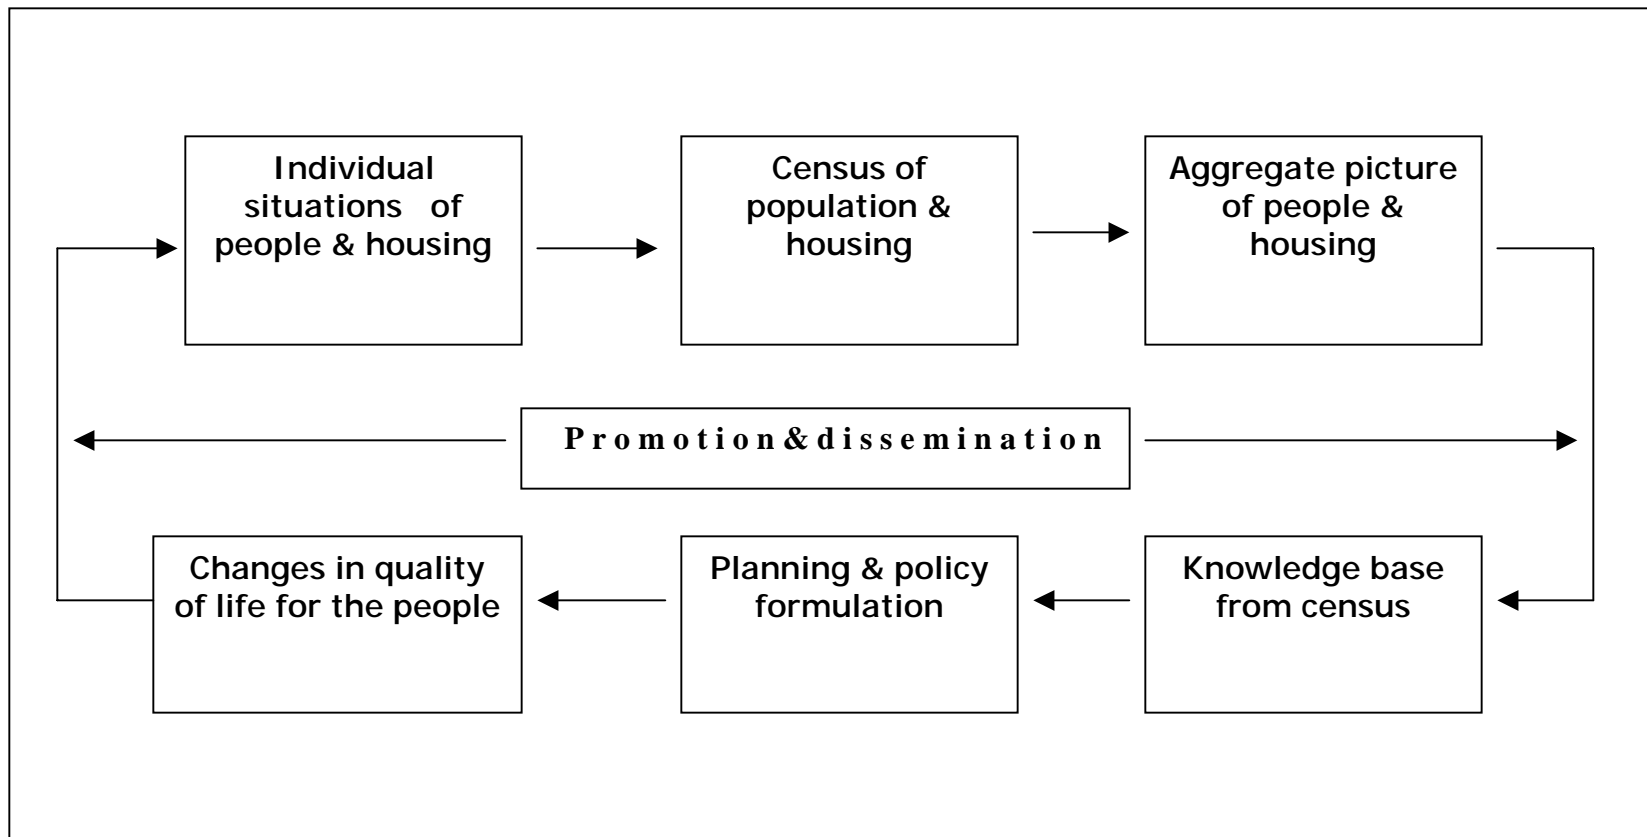 Individual
situations of
people & housing
Census of
population &
housing
Aggregate picture
of people &
housing
Promotion&dissemination
Changes in quality
of life for the people
Planning & policy
formulation
Knowledge base
from census